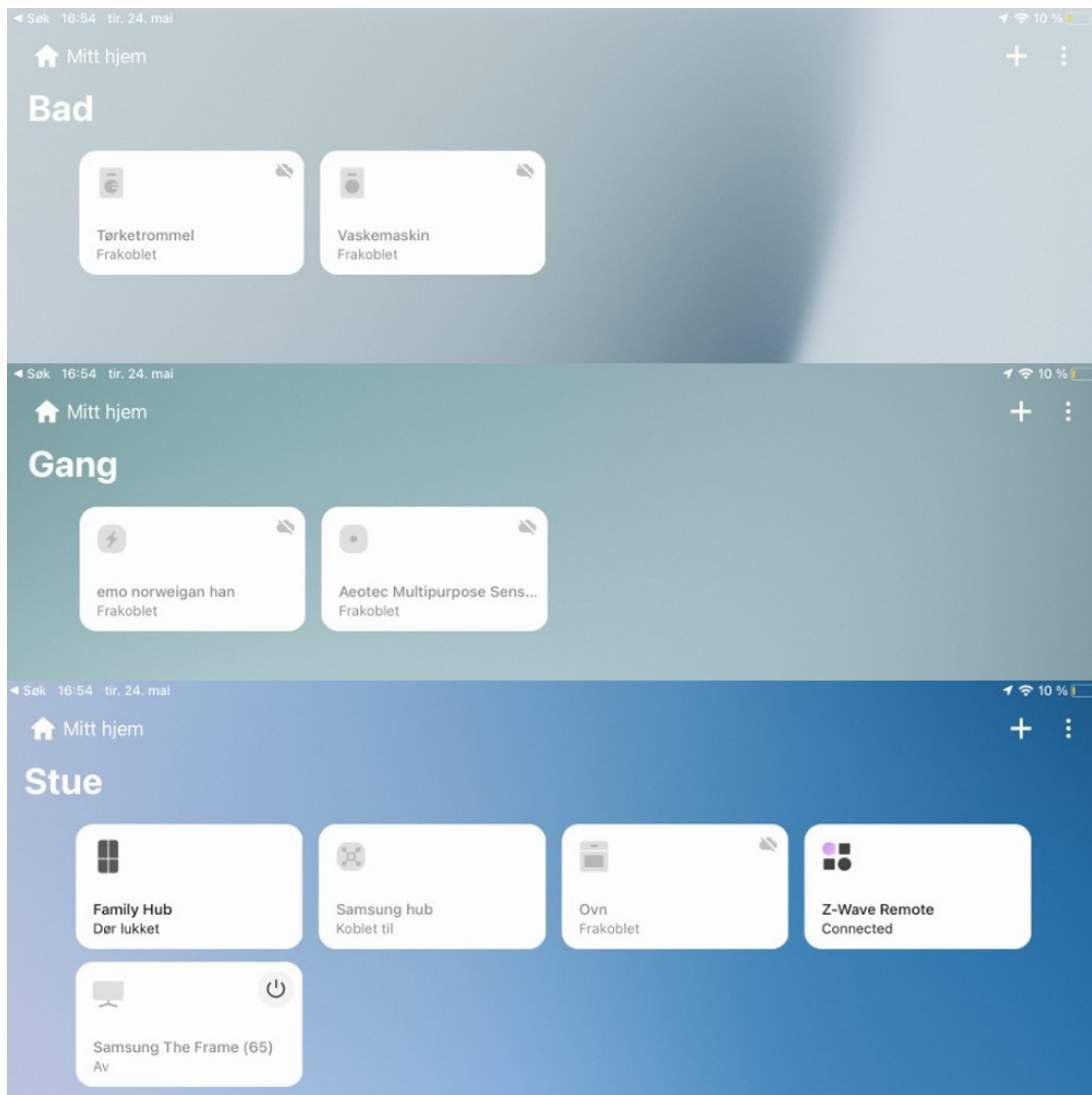 ◀ Søk 16:54 tir. 24. mai 10 %
Mitt hjem
Bad
Tørketrommel
Frakoblet
Vaskemaskin
Frakoblet
◀ Søk 16:54 tir. 24. mai 10 %
Mitt hjem
Gang
emo norweigan han
Frakoblet
Aeotec Multipurpose Sens...
Frakoblet
◀ Søk 16:54 tir. 24. mai 10 %
Mitt hjem
Stue
Family Hub
Dør lukket
Samsung hub
Koblet til
Ovn
Frakoblet
Z-Wave Remote
Connected
Samsung The Frame (65)
Av